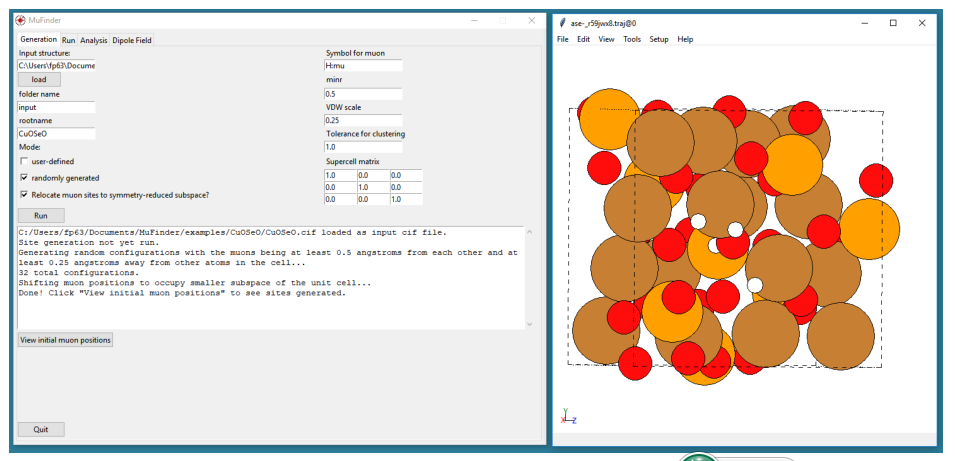 MuFinder
Generation Run Analysis Dipole Field
Input structure:
C:\Users\fp63\Docume
load
folder name
input
rootname
CuOSeO
Mode:
user-defined
randomly generated
Relocate muon sites to symmetry-reduced subspace?
Run
Symbol for muon
H:mu
minr
0.5
VDW scale
0.25
Tolerance for clustering
1.0
Supercell matrix
1.0 0.0 0.0
0.0 1.0 0.0
0.0 0.0 1.0
C:/Users/fp63/Documents/MuFinder/examples/CuOSeO/CuOSeO.cif loaded as input cif file.
Site generation not yet run.
Generating random configurations with the muons being at least 0.5 angstroms from each other and at
least 0.25 angstroms away from other atoms in the cell...
32 total configurations.
Shifting muon positions to occupy smaller subspace of the unit cell...
Done! Click "View initial muon positions" to see sites generated.
View initial muon positions
Quit
ase-_r59jwx8.traj@0
File Edit View Tools Setup Help
Y
X Z